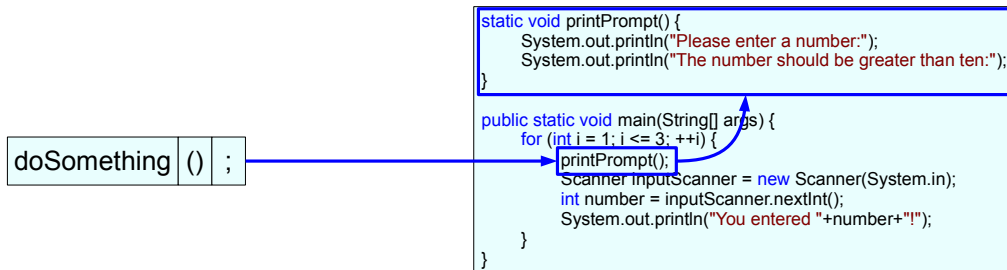 static void printPrompt() {
System.out.println("Please enter a number:");
System.out.println("The number should be greater than ten:");
}
public static void main(String[] args) {
for (int i = 1; i <= 3; ++i) {
doSomething () ;
printPrompt();
Scanner inputScanner = new Scanner(System.in);
int number = inputScanner.nextInt();
System.out.println("You entered "+number+"!");
}
}